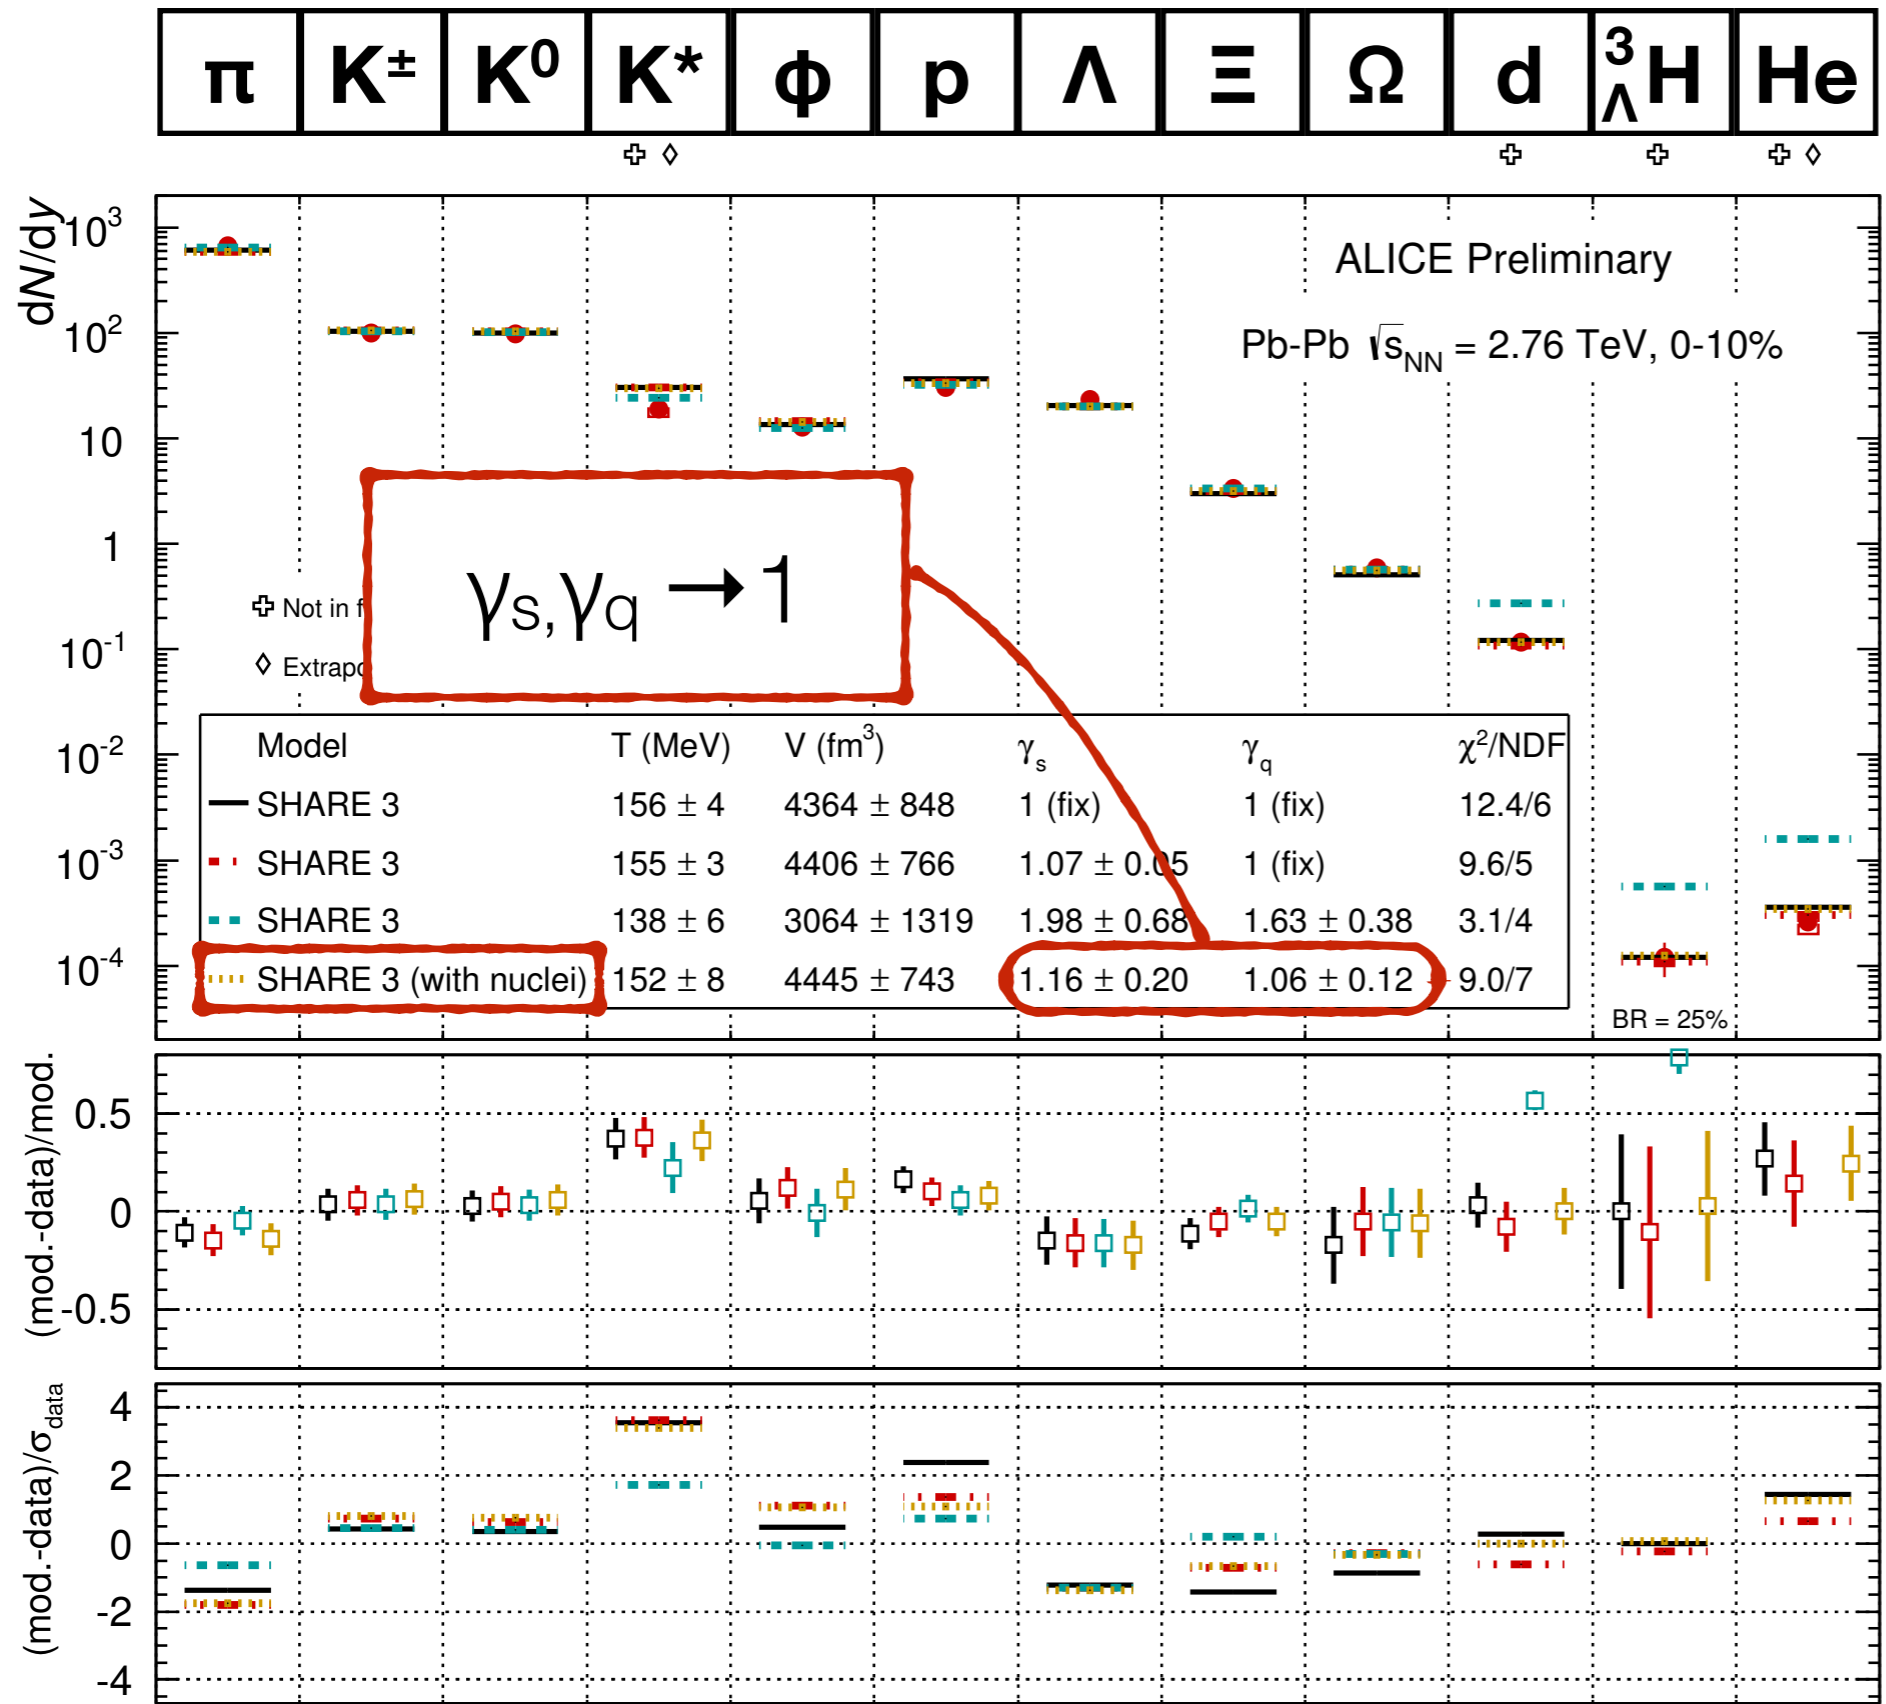 π K± K⁰ K* ϕ p Λ Ξ Ω d ³ΛH He
dN/dy
10³
10²
10
1
10⁻¹
10⁻²
10⁻³
10⁻⁴
ALICE Preliminary
Pb-Pb √sNN = 2.76 TeV, 0-10%
γs,γq →1
Not in
Model T (MeV) V (fm³) γs γq χ²/NDF
SHARE 3 156 ± 4 4364 ± 848 1 (fix) 1 (fix) 12.4/6
SHARE 3 155 ± 3 4406 ± 766 1.07 ± 0.05 1 (fix) 9.6/5
SHARE 3 138 ± 6 3064 ± 1319 1.98 ± 0.68 1.63 ± 0.38 3.1/4
SHARE 3 (with nuclei) 152 ± 8 4445 ± 743 1.16 ± 0.20 1.06 ± 0.12 9.0/7
BR = 25%
(mod.-data)/mod.
0.5
0
-0.5
(mod.-data)/σdata
4
2
0
-2
-4